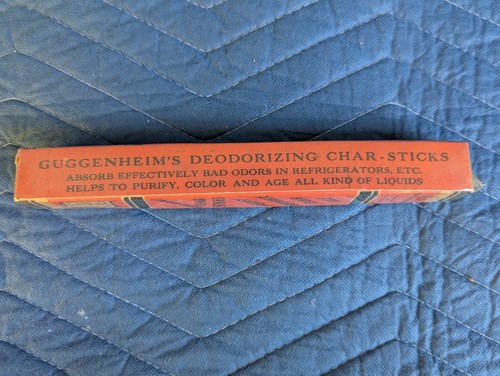 GUGGENHEIM'S DEODORIZING CHAR-STICKS
ABSORB EFFECTIVELY BAD ODORS IN REFRIGERATORS, ETC.
HELPS TO PURIFY, COLOR AND AGE ALL KIND OF LIQUIDS